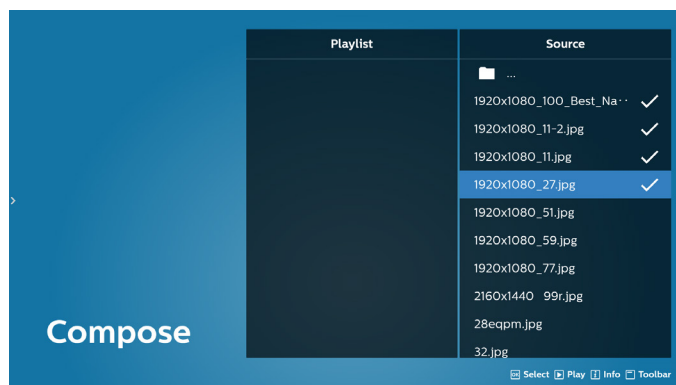 Playlist
Source
...
1920x1080_100_Best_Na··
1920x1080_11-2.jpg
1920x1080_11.jpg
1920x1080_27.jpg
1920x1080_51.jpg
1920x1080_59.jpg
1920x1080_77.jpg
2160x1440 99r.jpg
28eqpm.jpg
32.jpg
Compose
OK Select Play i Info Toolbar